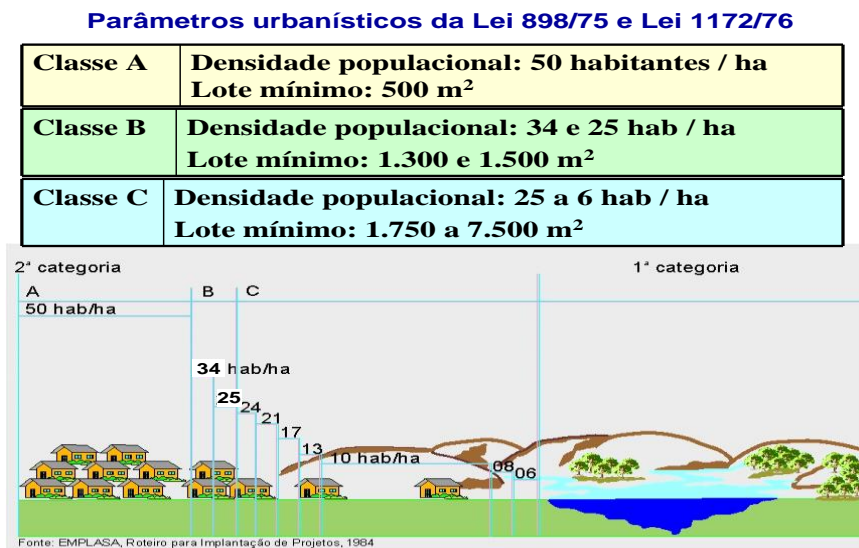 Parâmetros urbanísticos da Lei 898/75 e Lei 1172/76
Classe A
Densidade populacional: 50 habitantes / ha
Lote mínimo: 500 m²
Classe B
Densidade populacional: 34 e 25 hab / ha
Lote mínimo: 1.300 e 1.500 m²
Classe C
Densidade populacional: 25 a 6 hab / ha
Lote mínimo: 1.750 a 7.500 m²
2ª categoria
1ª categoria
A
B
C
50 hab/ha
34 hab/ha
25
24
21
17
13
10 hab/ha
08
06
Fonte: EMPLASA, Roteiro para Implantação de Projetos, 1984